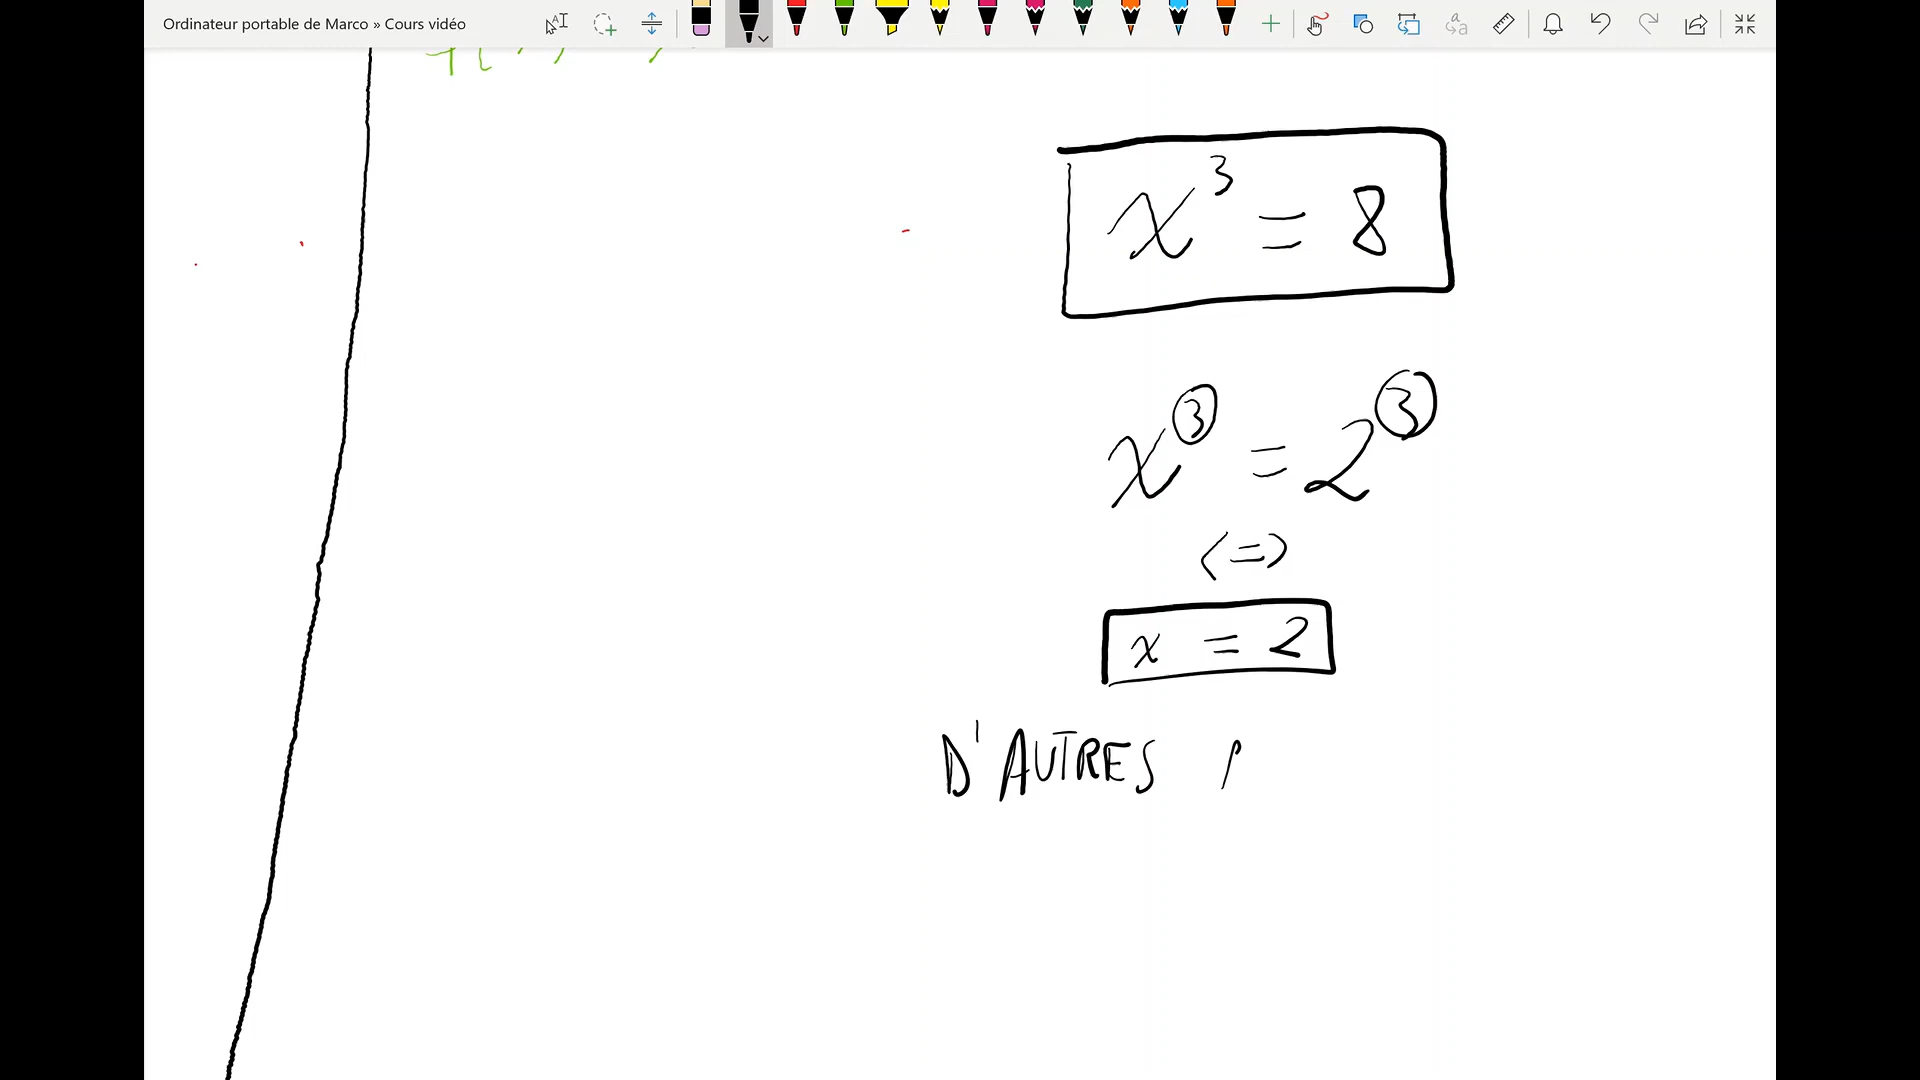 Ordinateur portable de Marco » Cours vidéo
x³ = 8
x³ = 2³
<=>
x = 2
D'AUTRES